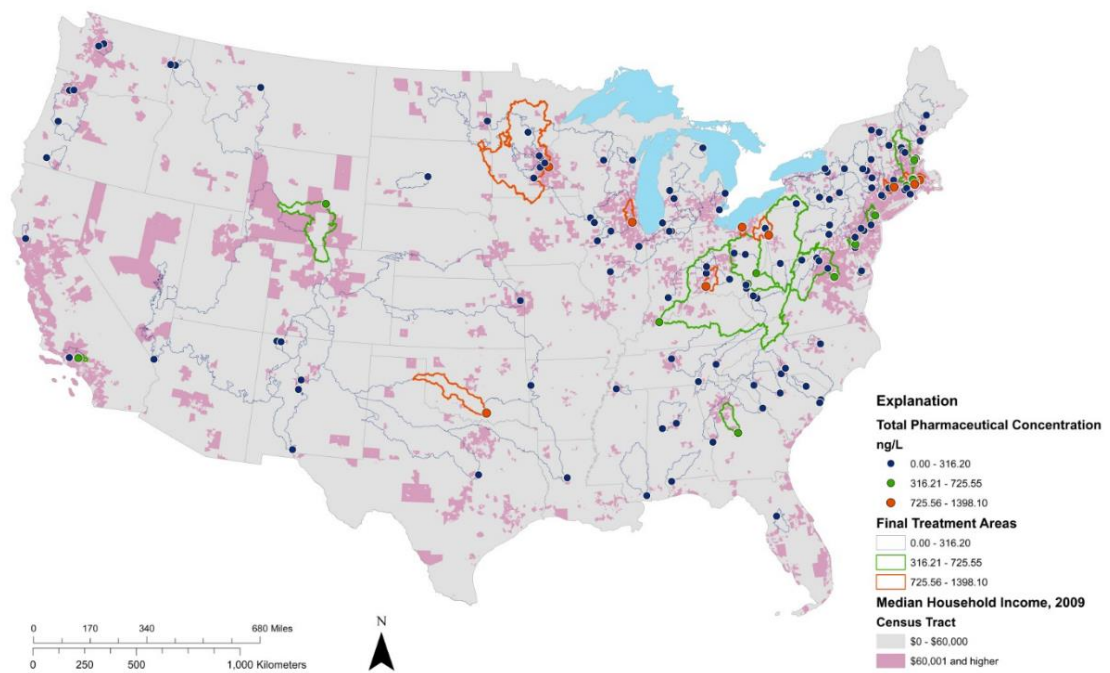 Explanation
Total Pharmaceutical Concentration
ng/L
0.00 - 316.20
316.21 - 725.55
725.56 - 1398.10
Final Treatment Areas
0.00 - 316.20
316.21 - 725.55
725.56 - 1398.10
Median Household Income, 2009
Census Tract
$0 - $60,000
$60,001 and higher
N
0 170 340 680 Miles
0 250 500 1,000 Kilometers